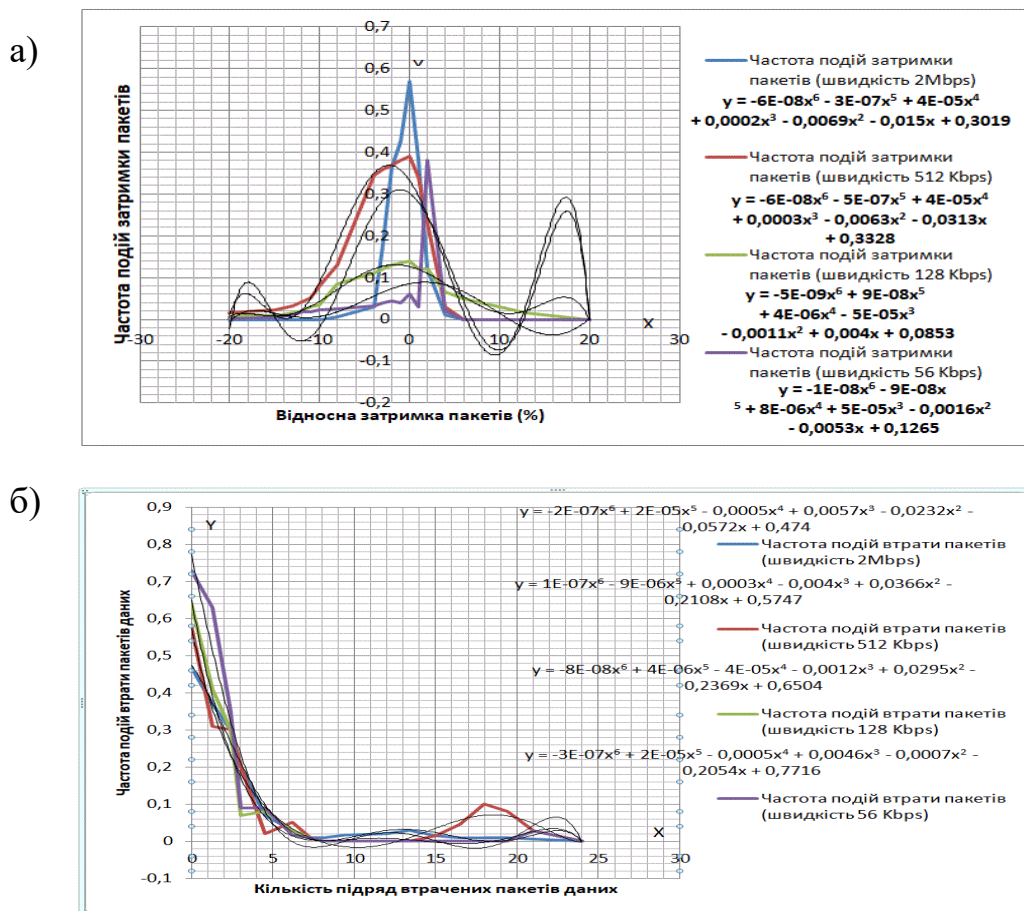 а)
0,7
0,6
0,5
0,4
0,3
0,2
0,1
0
-0,1
-0,2
-30
-20
-10
0
10
20
30
Y
X
Частота подій затримки пакетів
Відносна затримка пакетів (%)
Частота подій затримки
пакетів (швидкість 2Mbps)
y = -6E-08x⁶ - 3E-07x⁵ + 4E-05x⁴
+ 0,0002x³ - 0,0069x² - 0,015x + 0,3019
Частота подій затримки
пакетів (швидкість 512 Kbps)
y = -6E-08x⁶ - 5E-07x⁵ + 4E-05x⁴
+ 0,0003x³ - 0,0063x² - 0,0313x
+ 0,3328
Частота подій затримки
пакетів (швидкість 128 Kbps)
y = -5E-09x⁶ + 9E-08x⁵
+ 4E-06x⁴ - 5E-05x³
- 0,0011x² + 0,004x + 0,0853
Частота подій затримки
пакетів (швидкість 56 Kbps)
y = -1E-08x⁶ - 9E-08x
⁵ + 8E-06x⁴ + 5E-05x³ - 0,0016x²
- 0,0053x + 0,1265
б)
0,9
0,8
0,7
0,6
0,5
0,4
0,3
0,2
0,1
0
-0,1
0
5
10
15
20
25
30
Y
X
Частота подій втрати пакетів даних
Кількість підряд втрачених пакетів даних
y = -2E-07x⁶ + 2E-05x⁵ - 0,0005x⁴ + 0,0057x³ - 0,0232x² -
0,0572x + 0,474
Частота подій втрати пакетів
(швидкість 2Mbps)
y = 1E-07x⁶ - 9E-06x⁵ + 0,0003x⁴ - 0,004x³ + 0,0366x² -
0,2108x + 0,5747
Частота подій втрати пакетів
(швидкість 512 Kbps)
y = -8E-08x⁶ + 4E-06x⁵ - 4E-05x⁴ - 0,0012x³ + 0,0295x² -
0,2369x + 0,6504
Частота подій втрати пакетів
(швидкість 128 Kbps)
y = -3E-07x⁶ + 2E-05x⁵ - 0,0005x⁴ + 0,0046x³ - 0,0007x² -
0,2054x + 0,7716
Частота подій втрати пакетів
(швидкість 56 Kbps)